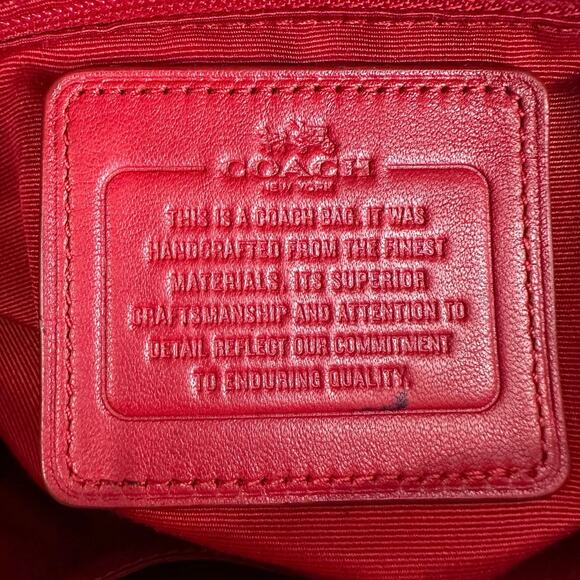 COACH
NEW YORK
THIS IS A COACH BAG. IT WAS
HANDCRAFTED FROM THE FINEST
MATERIALS. ITS SUPERIOR
CRAFTSMANSHIP AND ATTENTION TO
DETAIL REFLECT OUR COMMITMENT
TO ENDURING QUALITY.